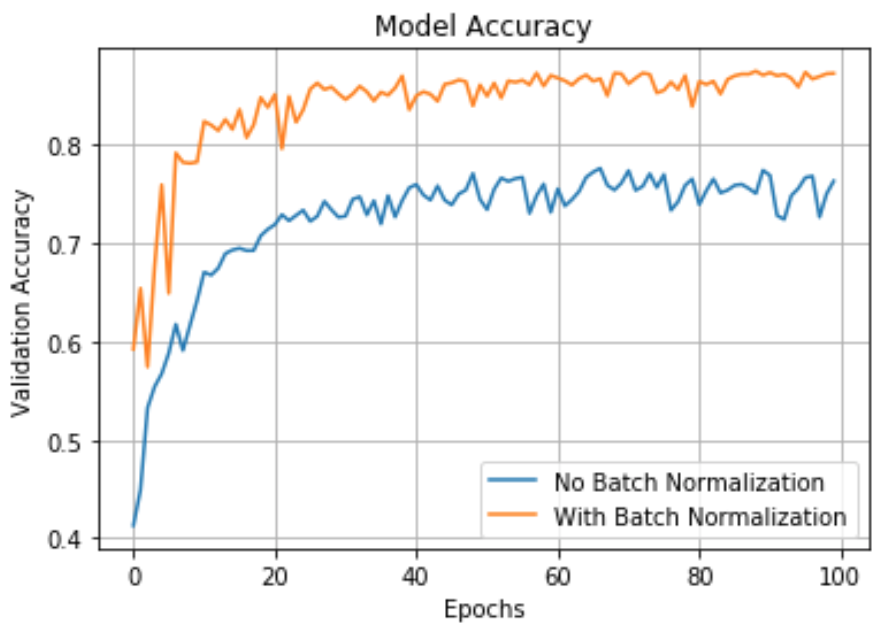 Model Accuracy
Validation Accuracy
0.8
0.7
0.6
0.5
0.4
No Batch Normalization
With Batch Normalization
0 20 40 60 80 100
Epochs